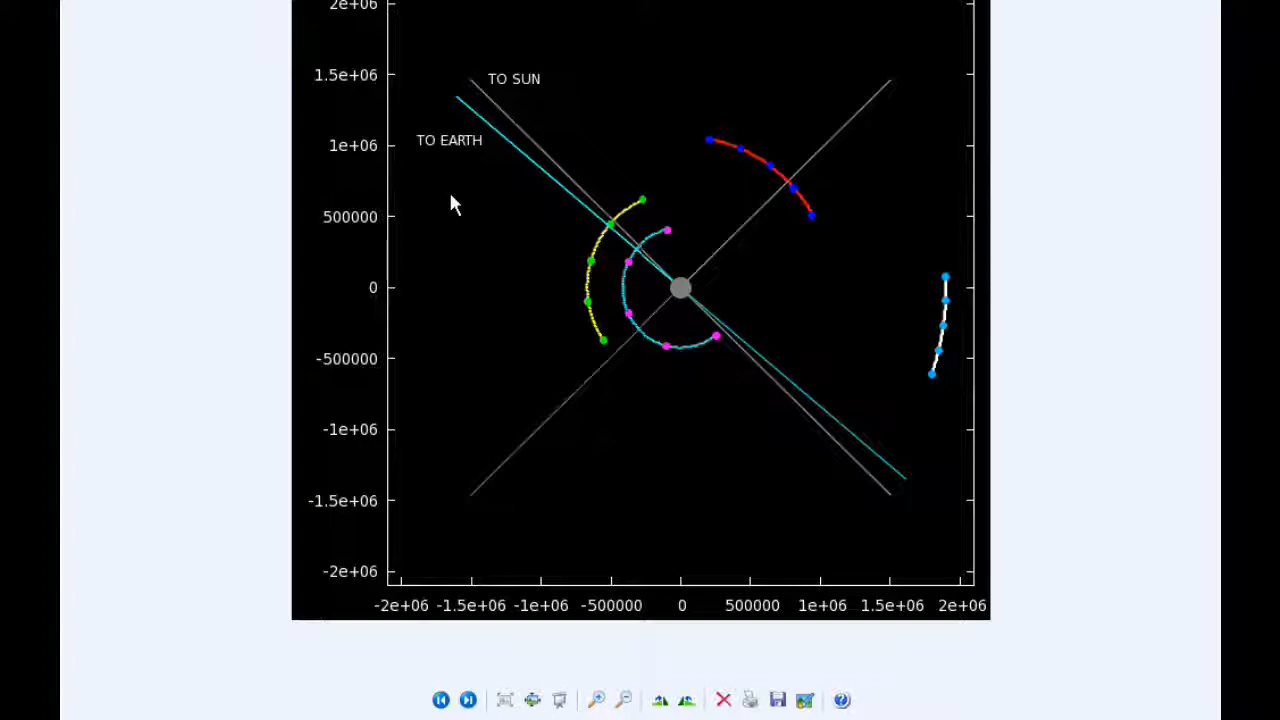 2e+06
1.5e+06
TO SUN
1e+06
TO EARTH
500000
0
-500000
-1e+06
-1.5e+06
-2e+06
-2e+06 -1.5e+06 -1e+06 -500000 0 500000 1e+06 1.5e+06 2e+06